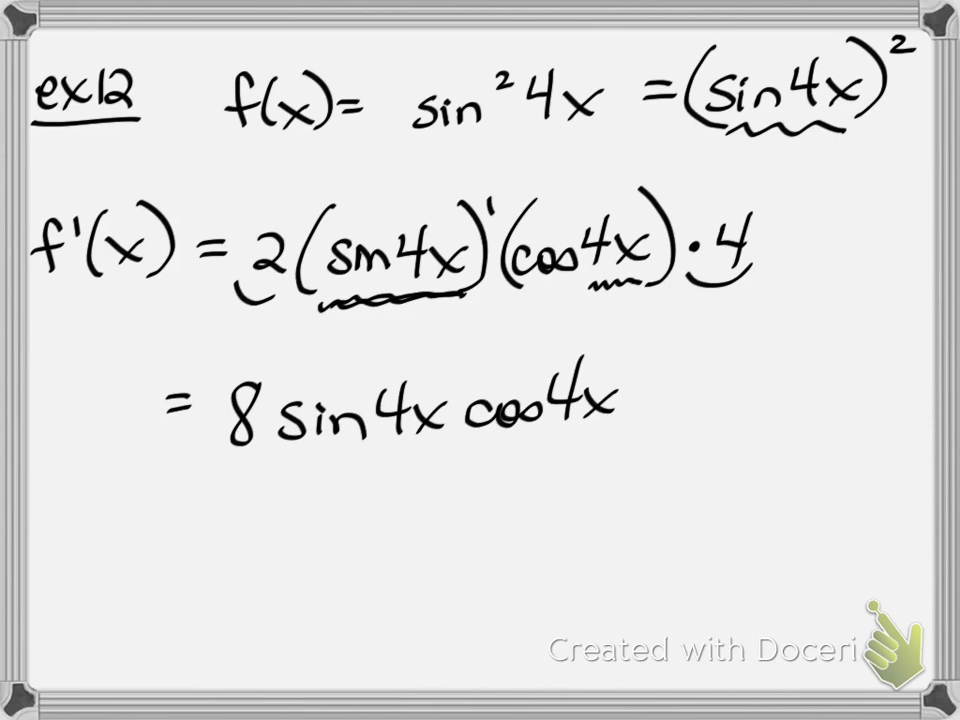 ex12 f(x) = sin²4x = (sin4x)²
f'(x) = 2(sin4x)¹(cos4x)·4
= 8 sin4x cos4x
Created with Doceri